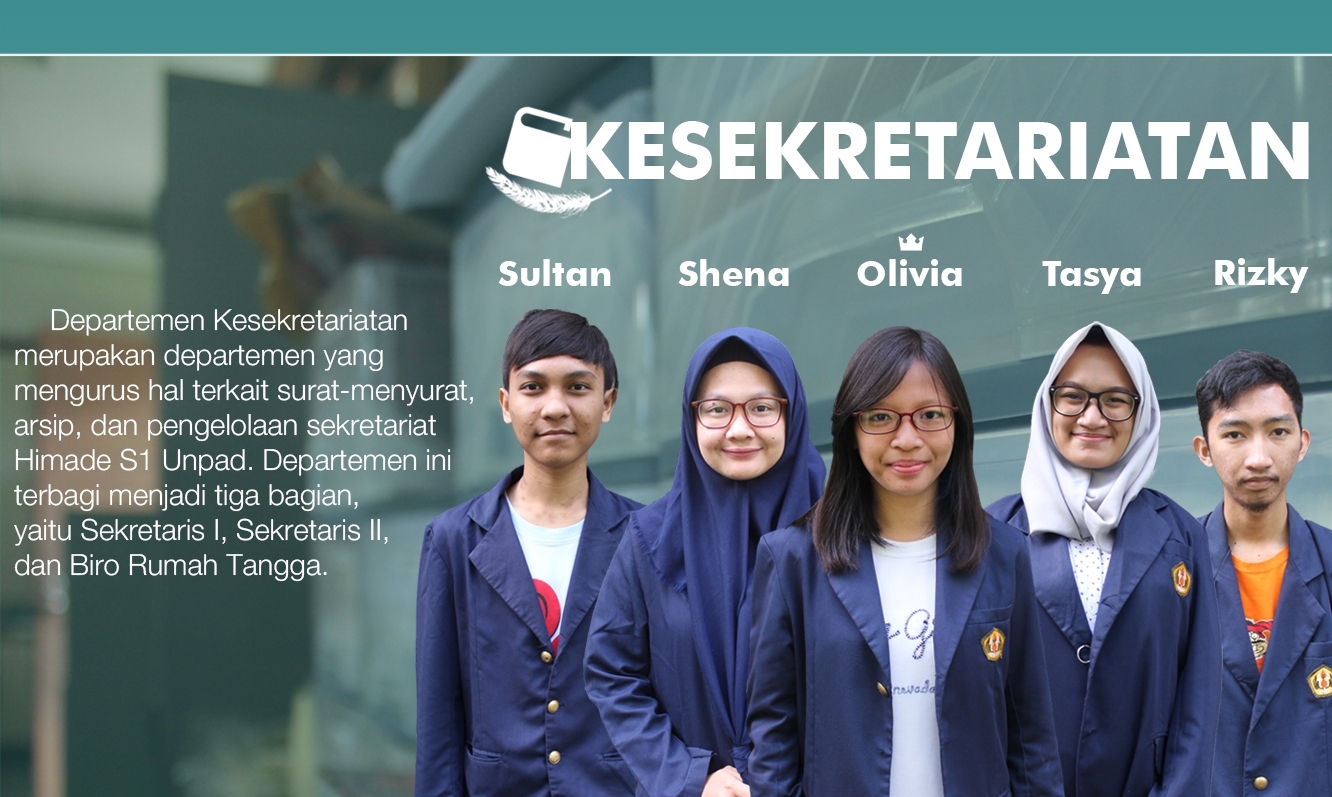 KESEKRETARIATAN
Sultan Shena Olivia Tasya Rizky
Departemen Kesekretariatan
merupakan departemen yang
mengurus hal terkait surat-menyurat,
arsip, dan pengelolaan sekretariat
Himade S1 Unpad. Departemen ini
terbagi menjadi tiga bagian,
yaitu Sekretaris I, Sekretaris II,
dan Biro Rumah Tangga.